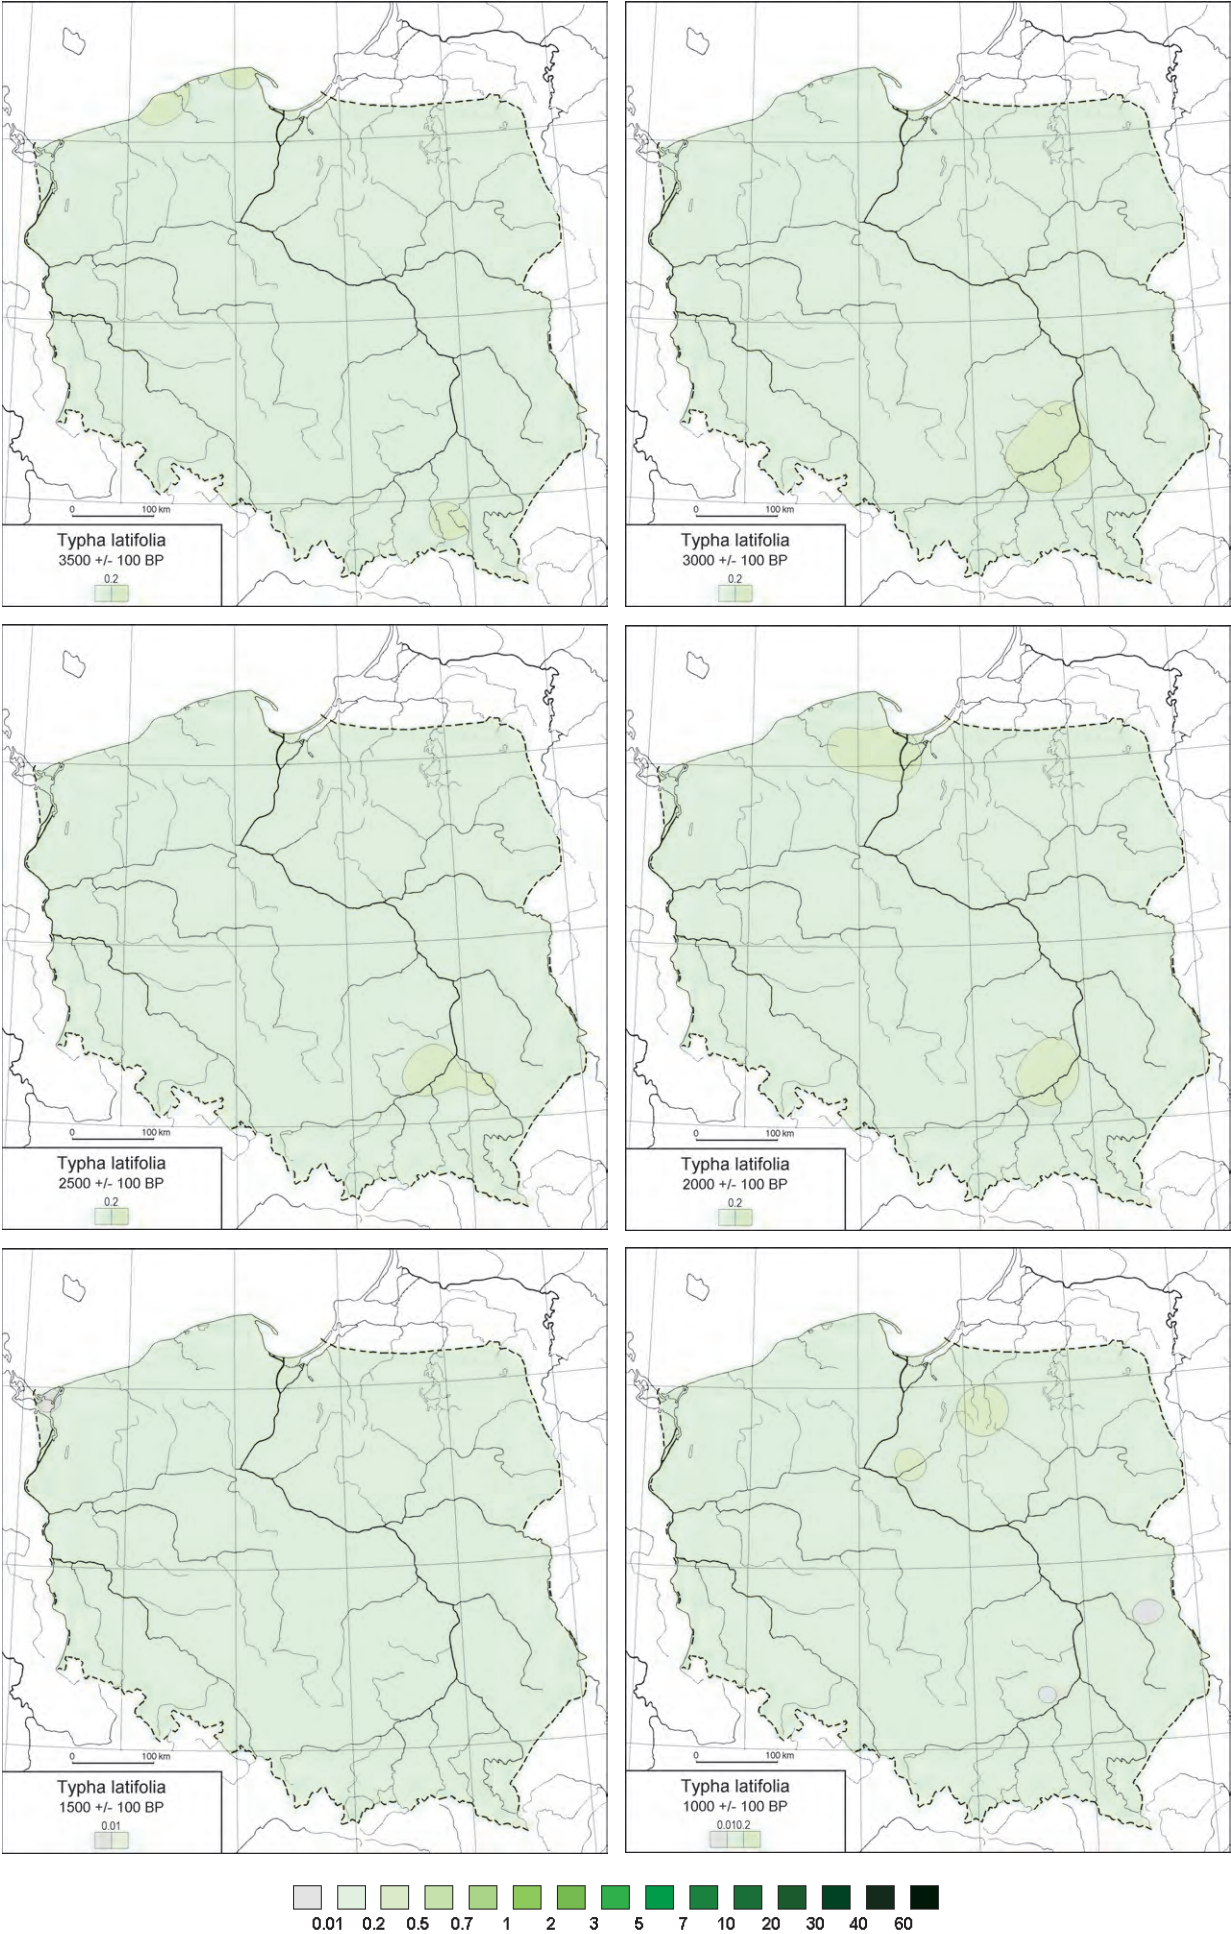 0 100 km
Typha latifolia
3500 +/- 100 BP
0.2
0 100 km
Typha latifolia
3000 +/- 100 BP
0.2
0 100 km
Typha latifolia
2500 +/- 100 BP
0.2
0 100 km
Typha latifolia
2000 +/- 100 BP
0.2
0 100 km
Typha latifolia
1500 +/- 100 BP
0.01
0 100 km
Typha latifolia
1000 +/- 100 BP
0.010.2
0.01 0.2 0.5 0.7 1 2 3 5 7 10 20 30 40 60